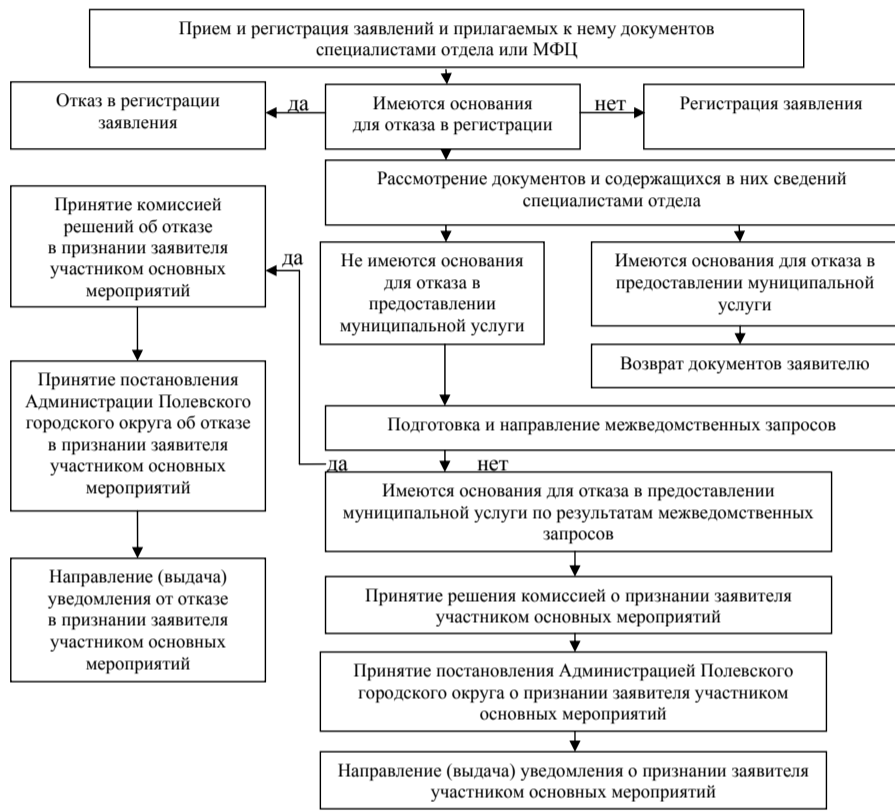 Прием и регистрация заявлений и прилагаемых к нему документов
специалистами отдела или МФЦ
Отказ в регистрации
заявления
да
Имеются основания
для отказа в регистрации
нет
Регистрация заявления
Рассмотрение документов и содержащихся в них сведений
специалистами отдела
Принятие комиссией
решений об отказе
в признании заявителя
участником основных
мероприятий
да
Не имеются основания
для отказа в
предоставлении
муниципальной услуги
Имеются основания для отказа в
предоставлении муниципальной
услуги
Возврат документов заявителю
Принятие постановления
Администрации Полевского
городского округа об отказе
в признании заявителя
участником основных
мероприятий
Подготовка и направление межведомственных запросов
да
нет
Имеются основания для отказа в предоставлении
муниципальной услуги по результатам межведомственных
запросов
Направление (выдача)
уведомления от отказе
в признании заявителя
участником основных
мероприятий
Принятие решения комиссией о признании заявителя
участником основных мероприятий
Принятие постановления Администрацией Полевского
городского округа о признании заявителя участником
основных мероприятий
Направление (выдача) уведомления о признании заявителя
участником основных мероприятий